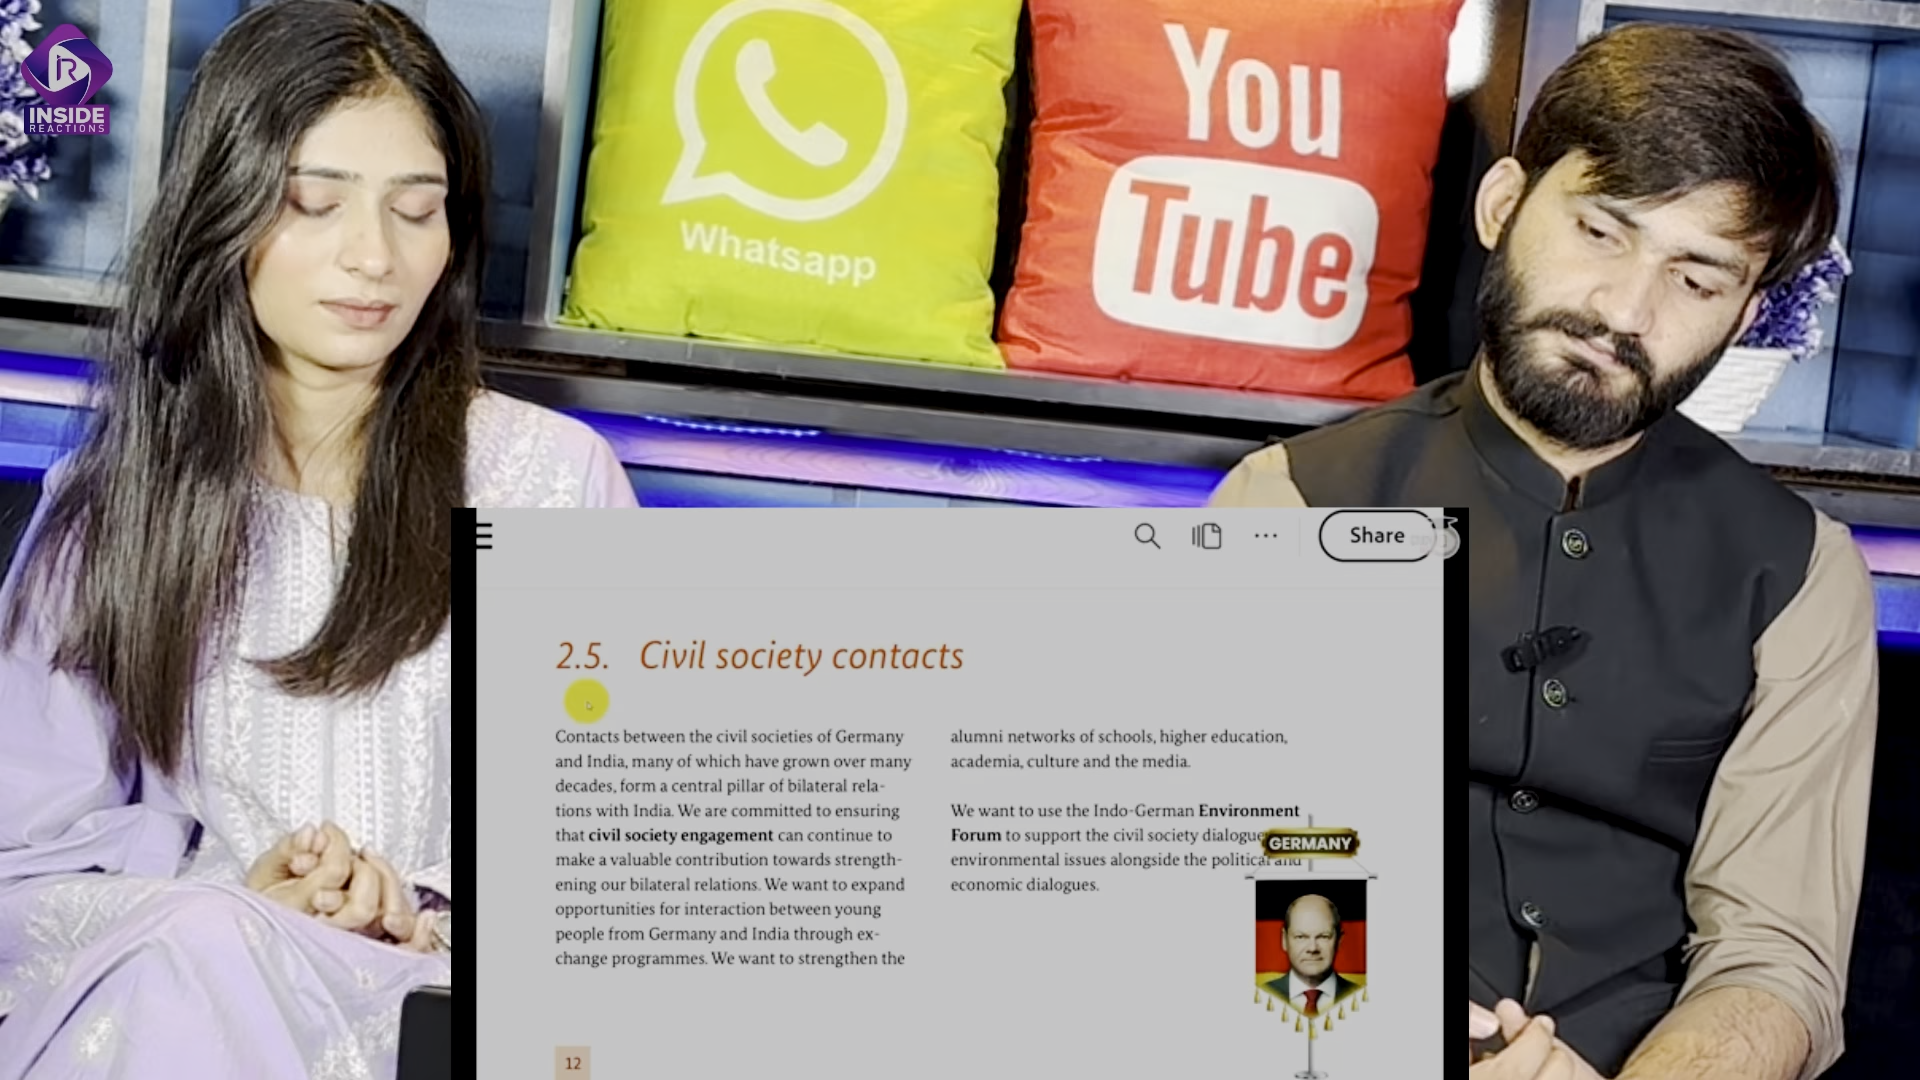 INSIDE
REACTIONS
Whatsapp
You
Tube
Share
2.5. Civil society contacts
Contacts between the civil societies of Germany
and India, many of which have grown over many
decades, form a central pillar of bilateral rela-
tions with India. We are committed to ensuring
that civil society engagement can continue to
make a valuable contribution towards strength-
ening our bilateral relations. We want to expand
opportunities for interaction between young
people from Germany and India through ex-
change programmes. We want to strengthen the
alumni networks of schools, higher education,
academia, culture and the media.
We want to use the Indo-German Environment
Forum to support the civil society dialogue
environmental issues alongside the political and
economic dialogues.
GERMANY
12